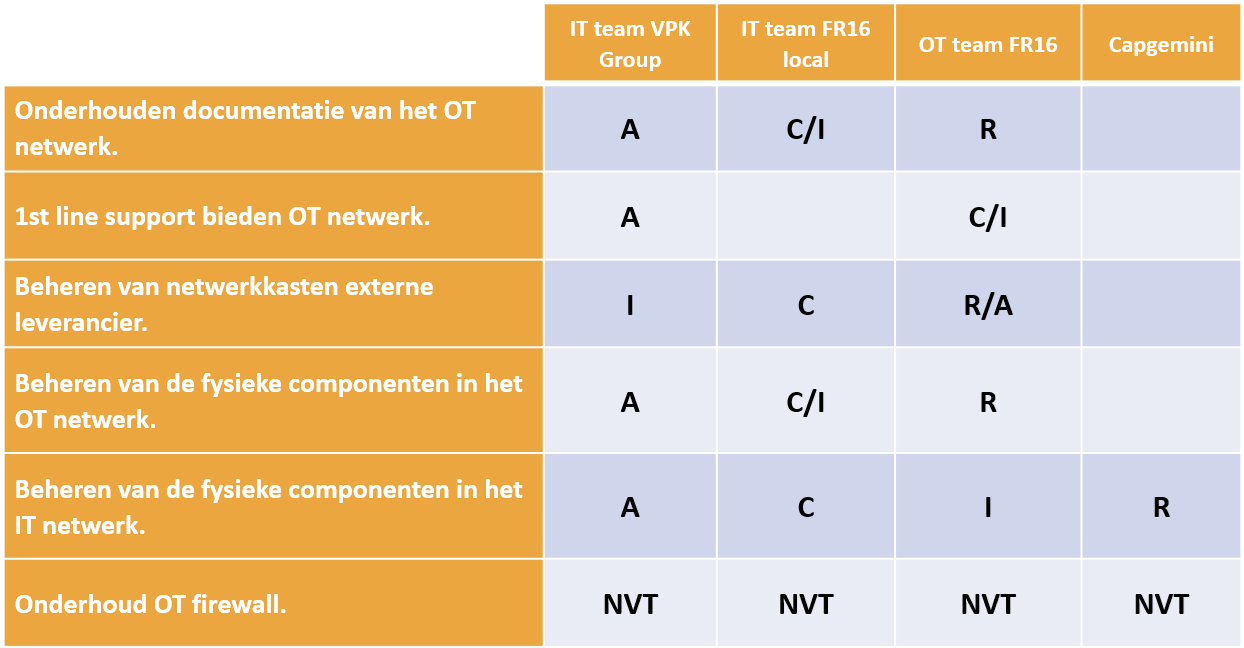 IT team VPK
Group
IT team FR16
local
OT team FR16
Capgemini
Onderhouden documentatie van het OT
netwerk.
A
C/I
R
1st line support bieden OT netwerk.
A
C/I
Beheren van netwerkkasten externe
leverancier.
I
C
R/A
Beheren van de fysieke componenten in het
OT netwerk.
A
C/I
R
Beheren van de fysieke componenten in het
IT netwerk.
A
C
I
R
Onderhoud OT firewall.
NVT
NVT
NVT
NVT